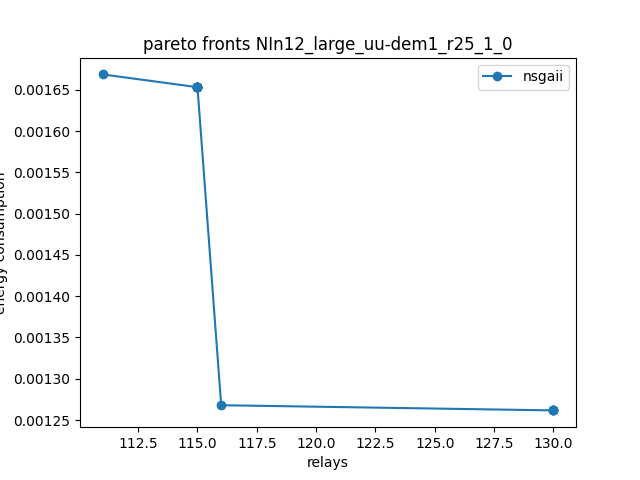 pareto fronts NIn12_large_uu-dem1_r25_1_0
nsgaii
0.00165
0.00160
0.00155
0.00150
0.00145
0.00140
0.00135
0.00130
0.00125
energy consumption
112.5 115.0 117.5 120.0 122.5 125.0 127.5 130.0
relays